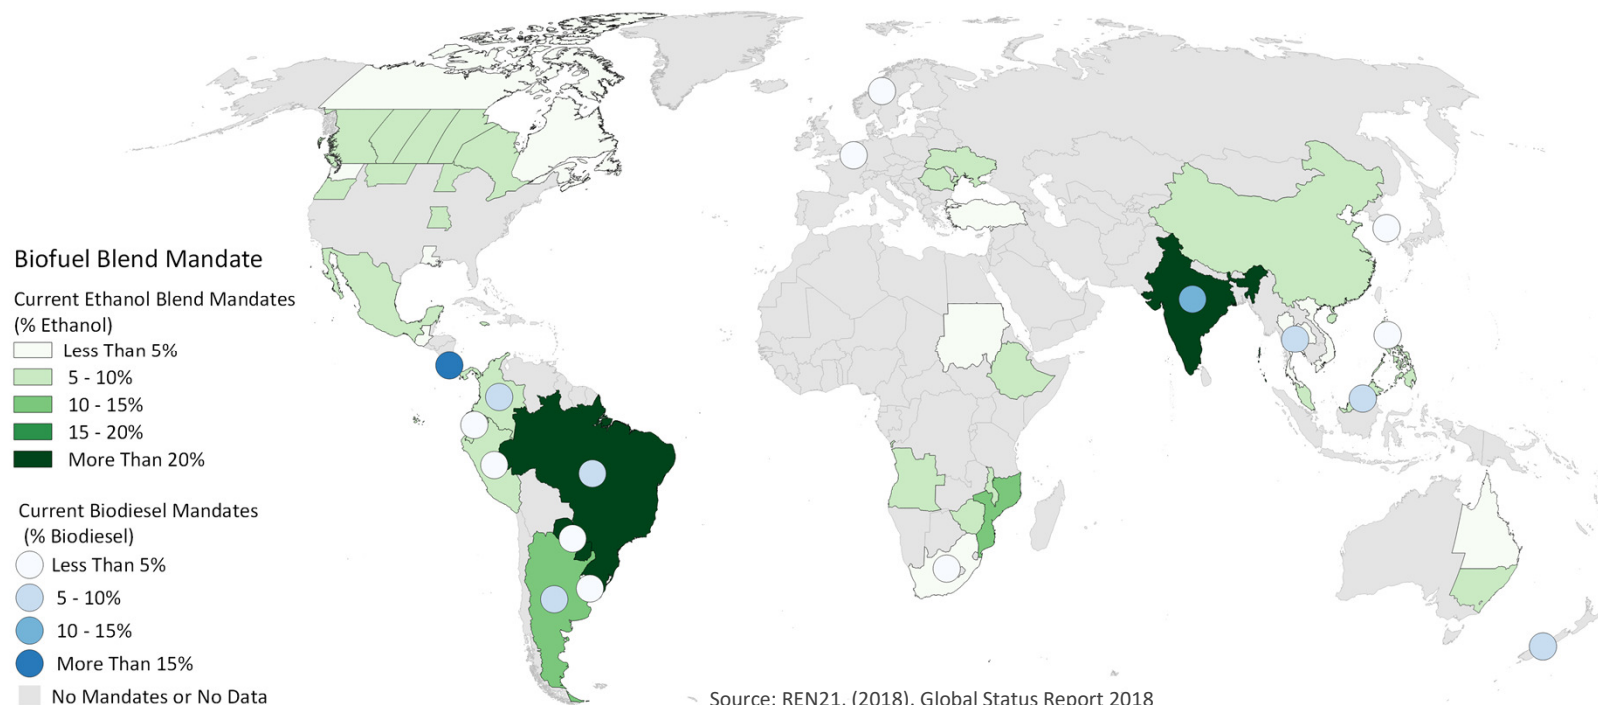 Biofuel Blend Mandate
Current Ethanol Blend Mandates
(% Ethanol)
Less Than 5%
5 - 10%
10 - 15%
15 - 20%
More Than 20%
Current Biodiesel Mandates
(% Biodiesel)
Less Than 5%
5 - 10%
10 - 15%
More Than 15%
No Mandates or No Data
Source: REN21. (2018). Global Status Report 2018